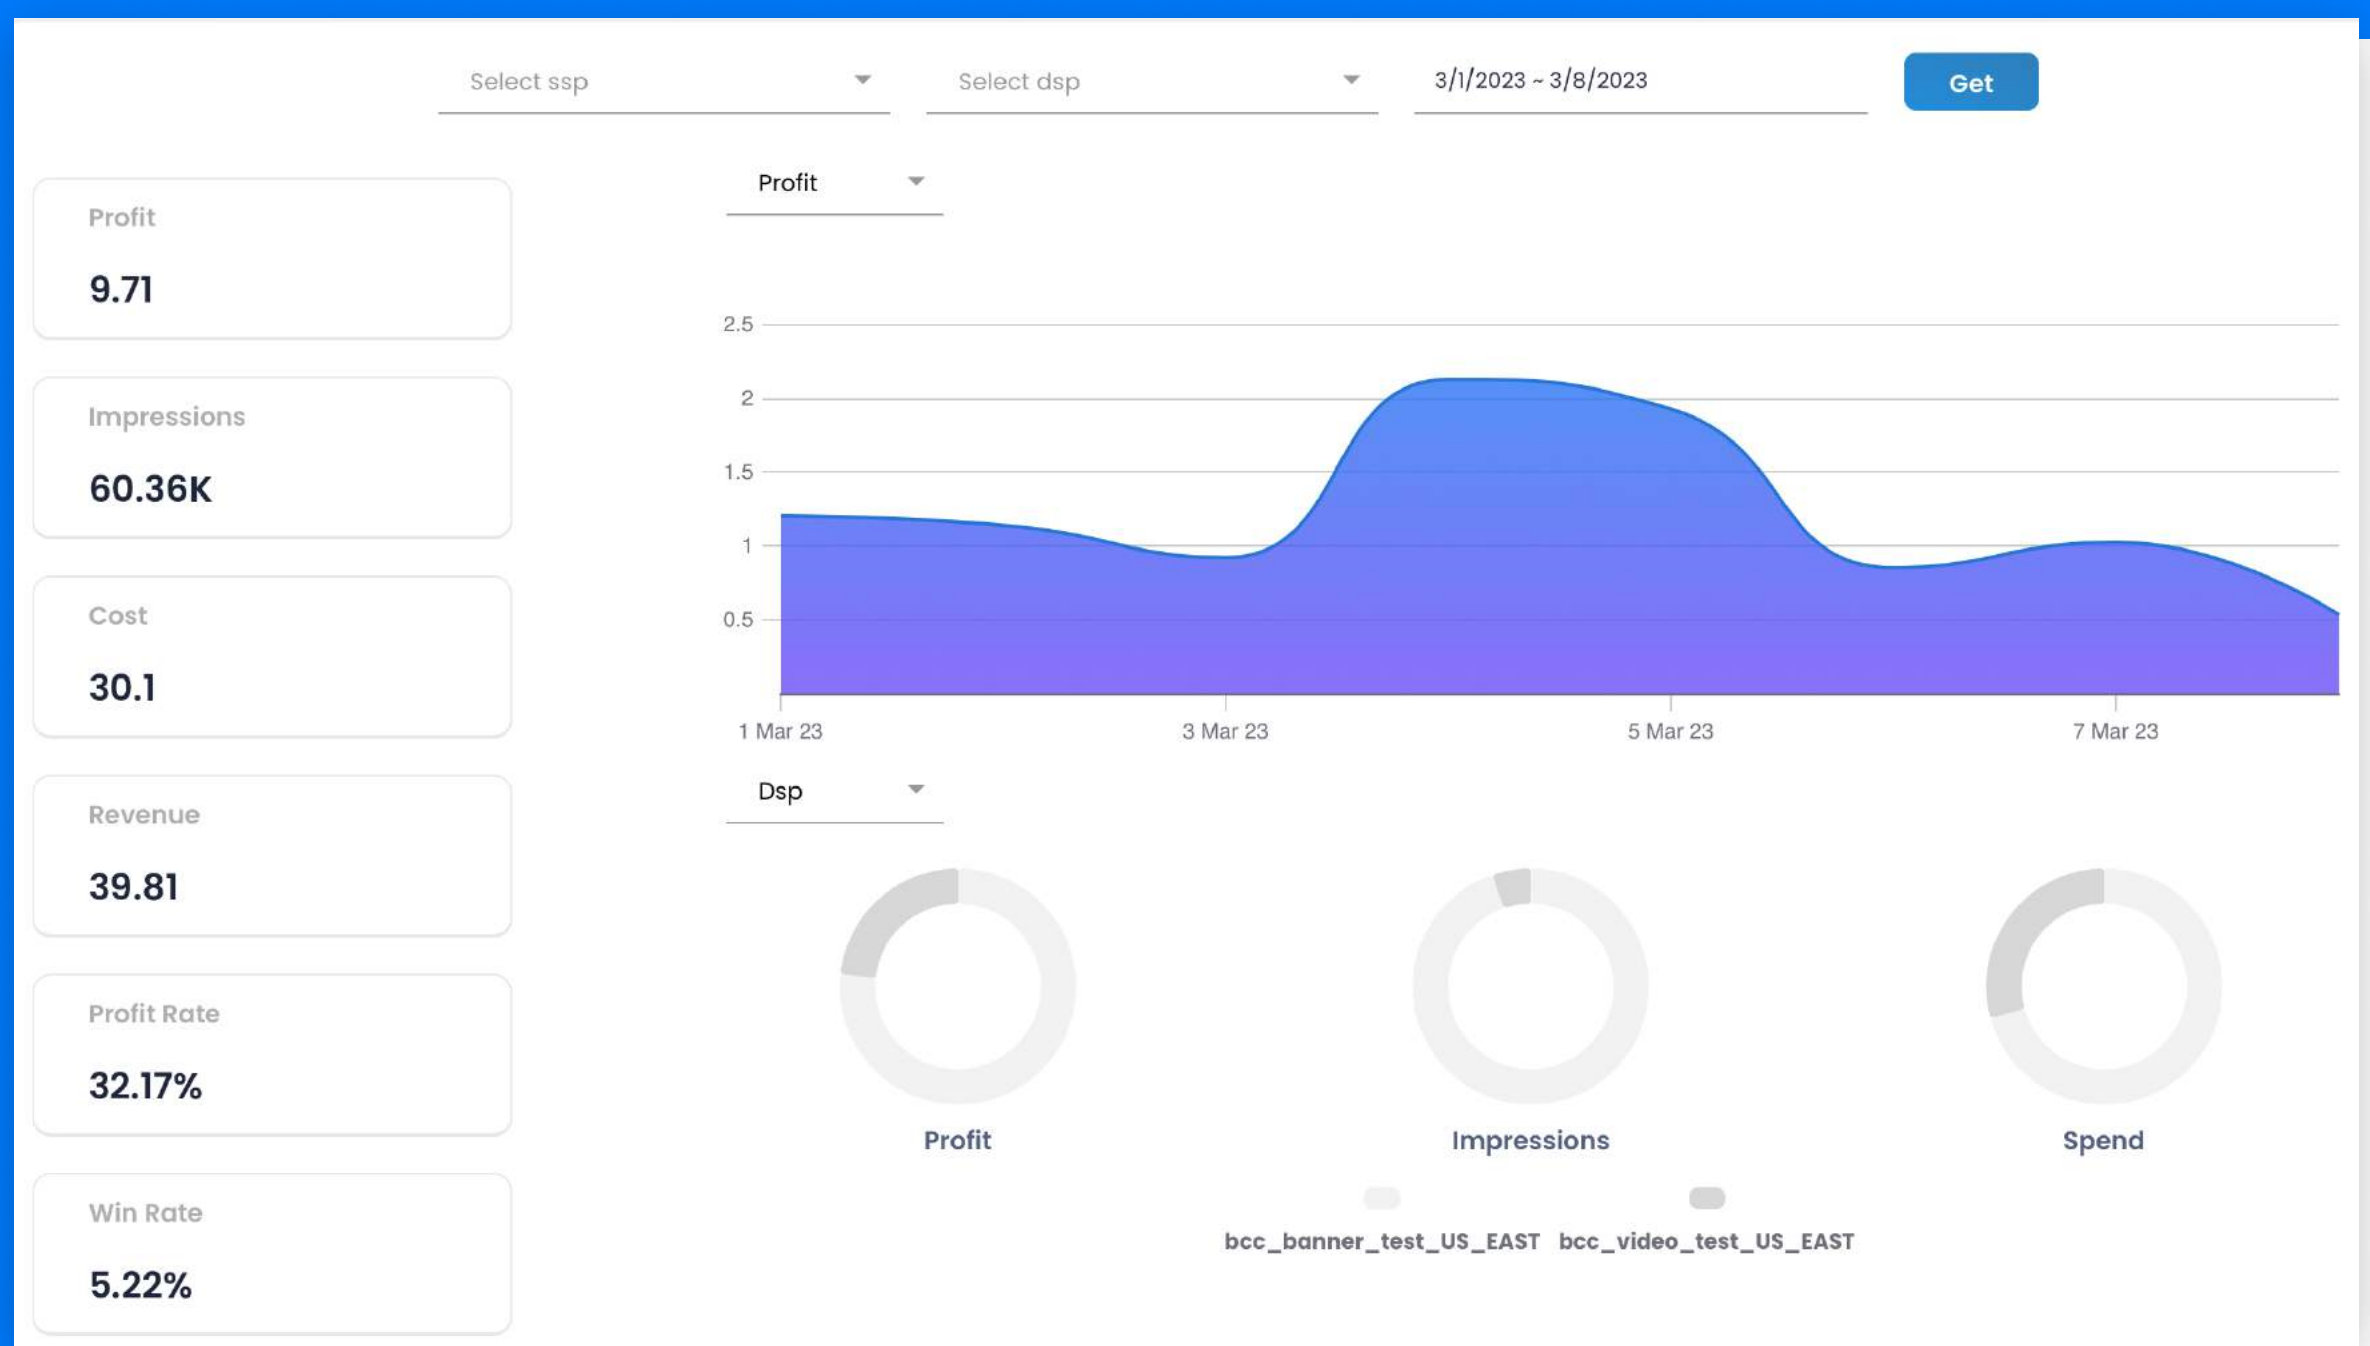 Select ssp
Select dsp
3/1/2023 ~ 3/8/2023
Get
Profit
9.71
Impressions
60.36K
Cost
30.1
Revenue
39.81
Profit Rate
32.17%
Win Rate
5.22%
Profit
2.5
2
1.5
1
0.5
1 Mar 23
3 Mar 23
5 Mar 23
7 Mar 23
Dsp
Profit
Impressions
Spend
bcc_banner_test_US_EAST
bcc_video_test_US_EAST